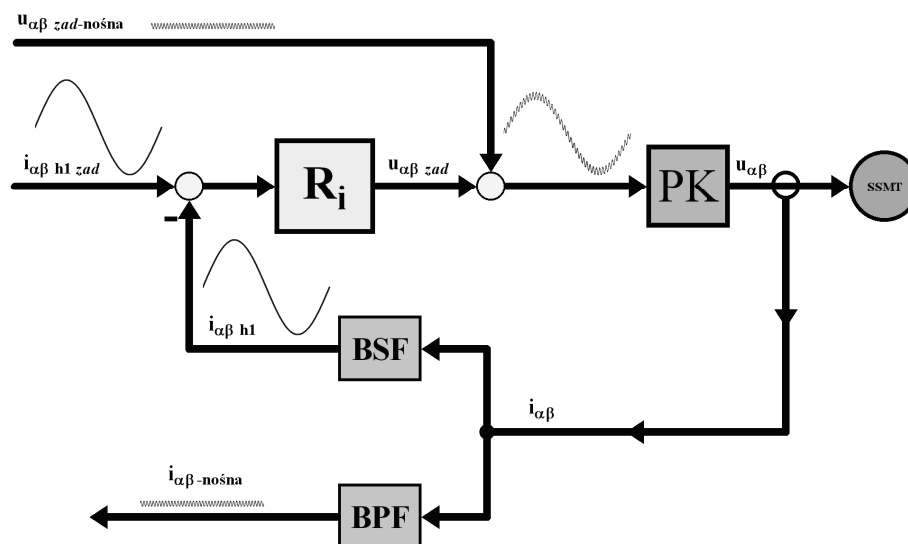 uαβ zad-nośna
iαβ h1 zad
Ri
uαβ zad
PK
uαβ
SSMT
-
iαβ h1
BSF
iαβ
iαβ -nośna
BPF